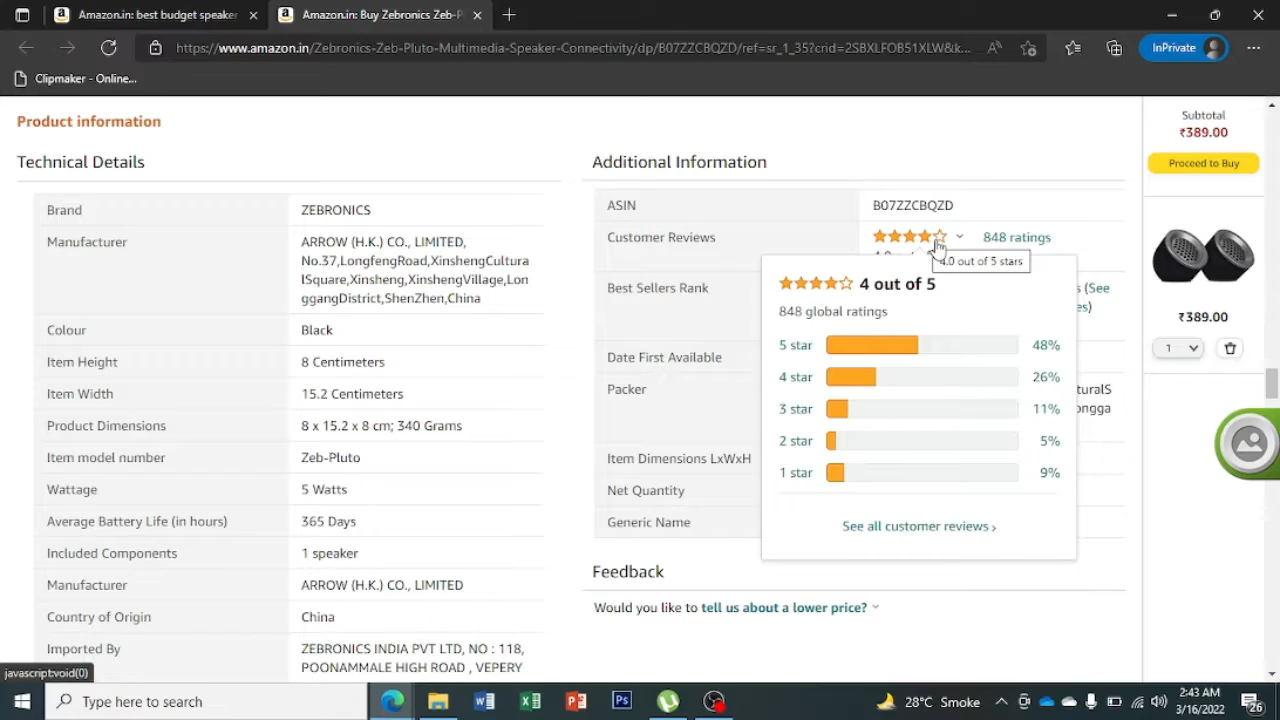 Amazon.in: best budget speaker
Amazon.in: Buy Zebronics Zeb-P
https://www.amazon.in/Zebronics-Zeb-Pluto-Multimedia-Speaker-Connectivity/dp/B07ZZCBQZD/ref=sr_1_35?crid=2SBXLFOB51XLW&k...
InPrivate
Clipmaker - Online...
Product information
Technical Details
Brand ZEBRONICS
Manufacturer ARROW (H.K.) CO., LIMITED,
No.37,LongfengRoad,XinshengCultura
lSquare,Xinsheng,XinshengVillage,Lon
ggangDistrict,ShenZhen,China
Colour Black
Item Height 8 Centimeters
Item Width 15.2 Centimeters
Product Dimensions 8 x 15.2 x 8 cm; 340 Grams
Item model number Zeb-Pluto
Wattage 5 Watts
Average Battery Life (in hours) 365 Days
Included Components 1 speaker
Manufacturer ARROW (H.K.) CO., LIMITED
Country of Origin China
Imported By ZEBRONICS INDIA PVT LTD, NO : 118,
POONAMMALE HIGH ROAD , VEPERY
Additional Information
ASIN B07ZZCBQZD
Customer Reviews 848 ratings
4.0 out of 5 stars
Best Sellers Rank s (See
es)
Date First Available
Packer turalS
ongga
Item Dimensions LxWxH
Net Quantity
Generic Name
4 out of 5
848 global ratings
5 star 48%
4 star 26%
3 star 11%
2 star 5%
1 star 9%
See all customer reviews ›
Feedback
Would you like to tell us about a lower price?
Subtotal
₹389.00
Proceed to Buy
₹389.00
1
javascript:void(0)
Type here to search
28°C Smoke
2:43 AM
3/16/2022
26